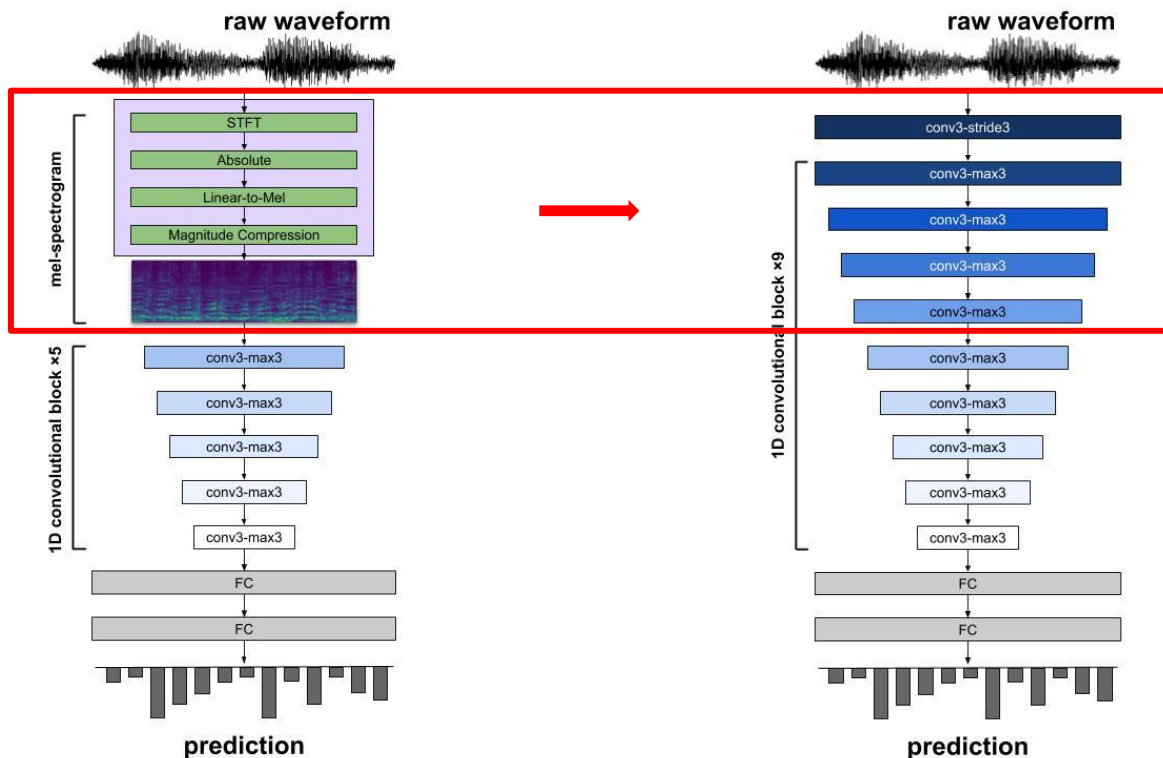 raw waveform
STFT
Absolute
Linear-to-Mel
Magnitude Compression
mel-spectrogram
conv3-max3
conv3-max3
conv3-max3
conv3-max3
conv3-max3
1D convolutional block ×5
FC
FC
prediction
raw waveform
conv3-stride3
conv3-max3
conv3-max3
conv3-max3
conv3-max3
conv3-max3
conv3-max3
conv3-max3
conv3-max3
conv3-max3
1D convolutional block ×9
FC
FC
prediction